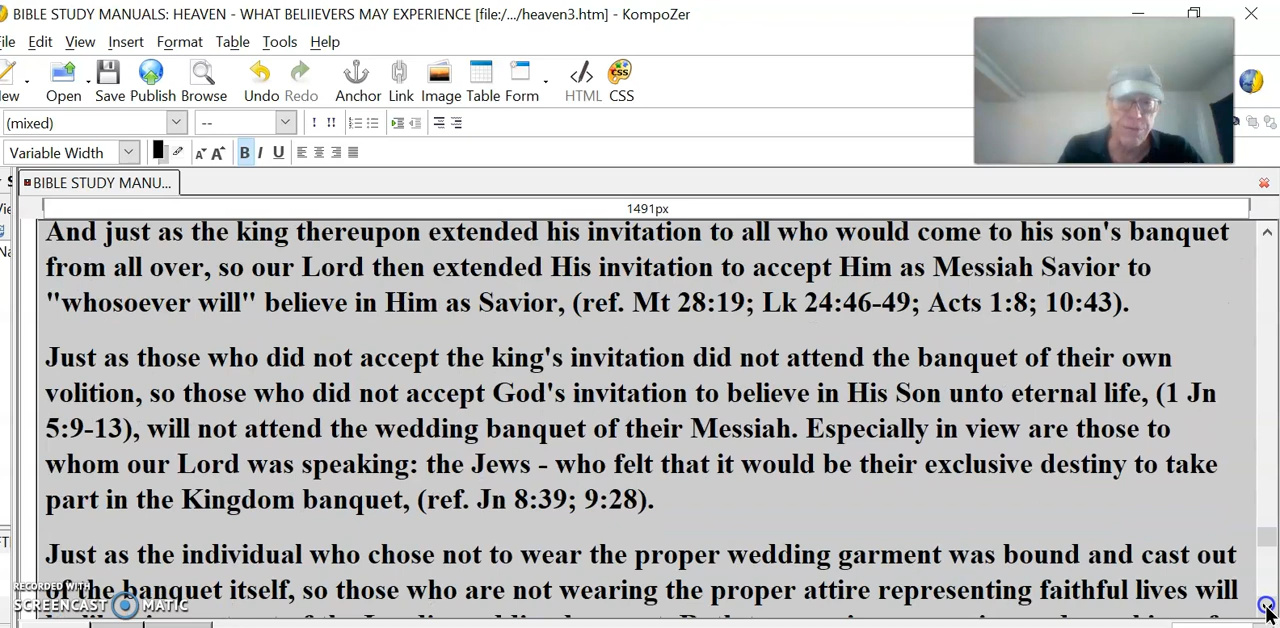 BIBLE STUDY MANUALS: HEAVEN - WHAT BELIIEVERS MAY EXPERIENCE [file:/.../heaven3.htm] - KompoZer
File Edit View Insert Format Table Tools Help
New Open Save Publish Browse Undo Redo Anchor Link Image Table Form HTML CSS
(mixed) -- ! !!
Variable Width B I U
BIBLE STUDY MANU...
1491px
And just as the king thereupon extended his invitation to all who would come to his son's banquet
from all over, so our Lord then extended His invitation to accept Him as Messiah Savior to
"whosoever will" believe in Him as Savior, (ref. Mt 28:19; Lk 24:46-49; Acts 1:8; 10:43).
Just as those who did not accept the king's invitation did not attend the banquet of their own
volition, so those who did not accept God's invitation to believe in His Son unto eternal life, (1 Jn
5:9-13), will not attend the wedding banquet of their Messiah. Especially in view are those to
whom our Lord was speaking: the Jews - who felt that it would be their exclusive destiny to take
part in the Kingdom banquet, (ref. Jn 8:39; 9:28).
Just as the individual who chose not to wear the proper wedding garment was bound and cast out
of the banquet itself, so those who are not wearing the proper attire representing faithful lives will
RECORDED WITH
SCREENCAST MATIC